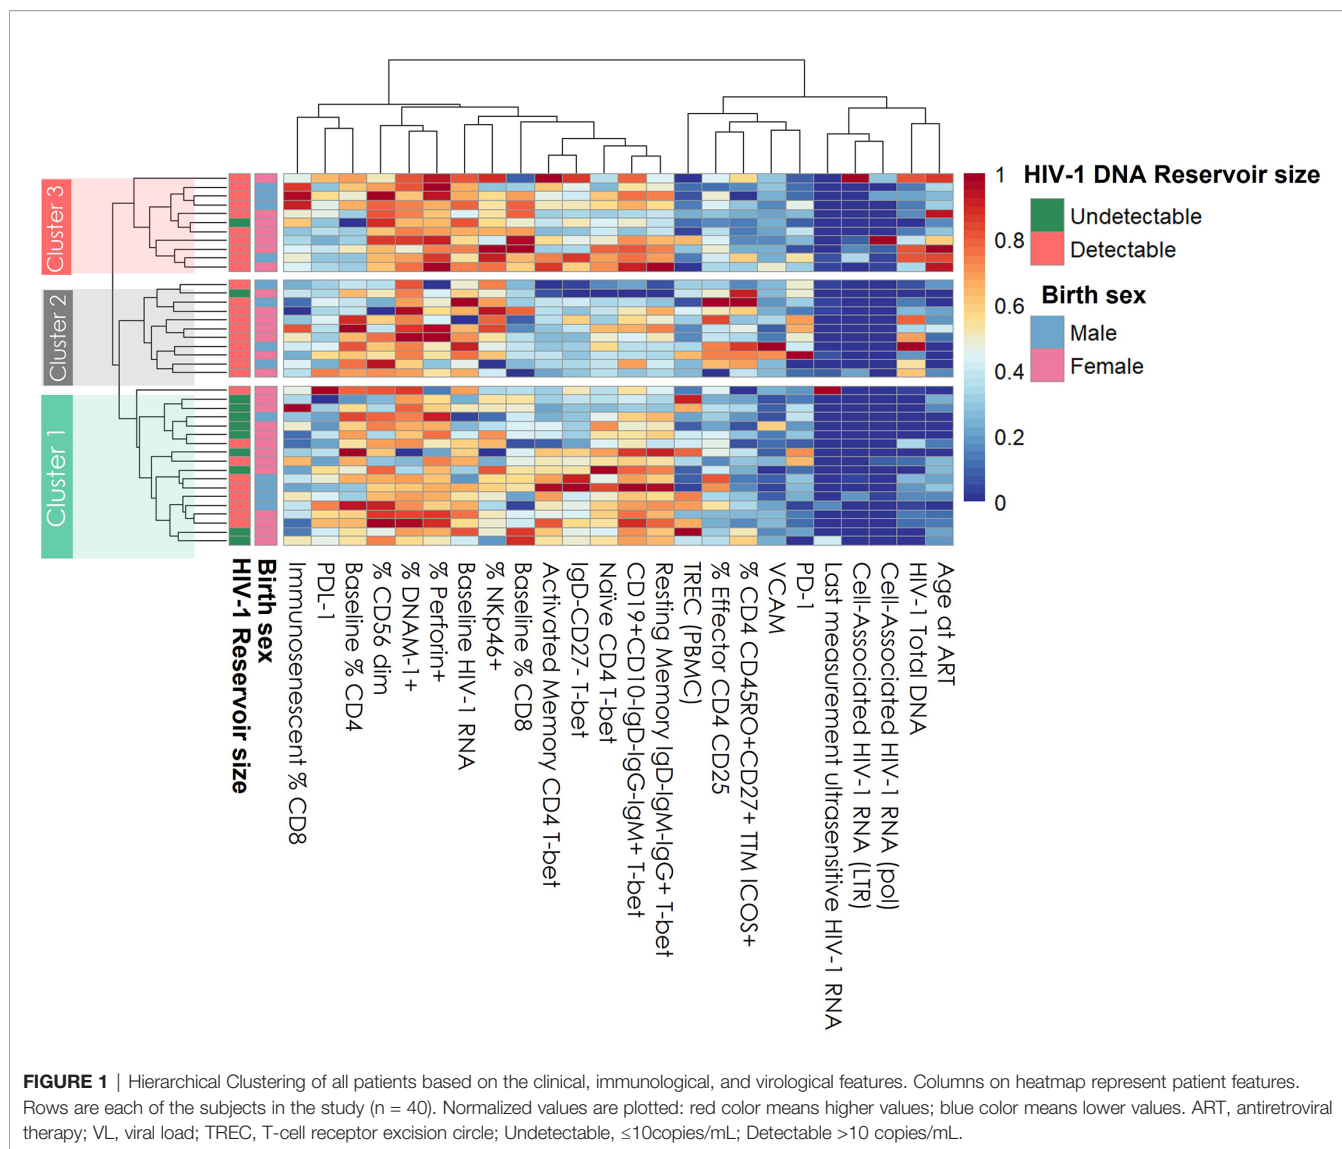 Cluster 3
Cluster 2
Cluster 1
HIV-1 DNA Reservoir size
Undetectable
Detectable
Birth sex
Male
Female
1
0.8
0.6
0.4
0.2
0
HIV-1 Reservoir size
Birth sex
Immunosenescent % CD8
PDL-1
Baseline % CD4
% CD56 dim
% DNAM-1+
% Perforin+
Baseline HIV-1 RNA
% NKp46+
Baseline % CD8
Activated Memory CD4 T-bet
IgD-CD27- T-bet
Naïve CD4 T-bet
CD19+CD10-IgD-IgG-IgM+ T-bet
Resting Memory IgD-IgM-IgG+ T-bet
TREC (PBMC)
% Effector CD4 CD25
% CD4 CD45RO+CD27+ TTM ICOS+
VCAM
PD-1
Last measurement ultrasensitive HIV-1 RNA
Cell-Associated HIV-1 RNA (LTR)
Cell-Associated HIV-1 RNA (pol)
HIV-1 Total DNA
Age at ART
FIGURE 1 | Hierarchical Clustering of all patients based on the clinical, immunological, and virological features. Columns on heatmap represent patient features.
Rows are each of the subjects in the study (n = 40). Normalized values are plotted: red color means higher values; blue color means lower values. ART, antiretroviral
therapy; VL, viral load; TREC, T-cell receptor excision circle; Undetectable, ≤10copies/mL; Detectable >10 copies/mL.